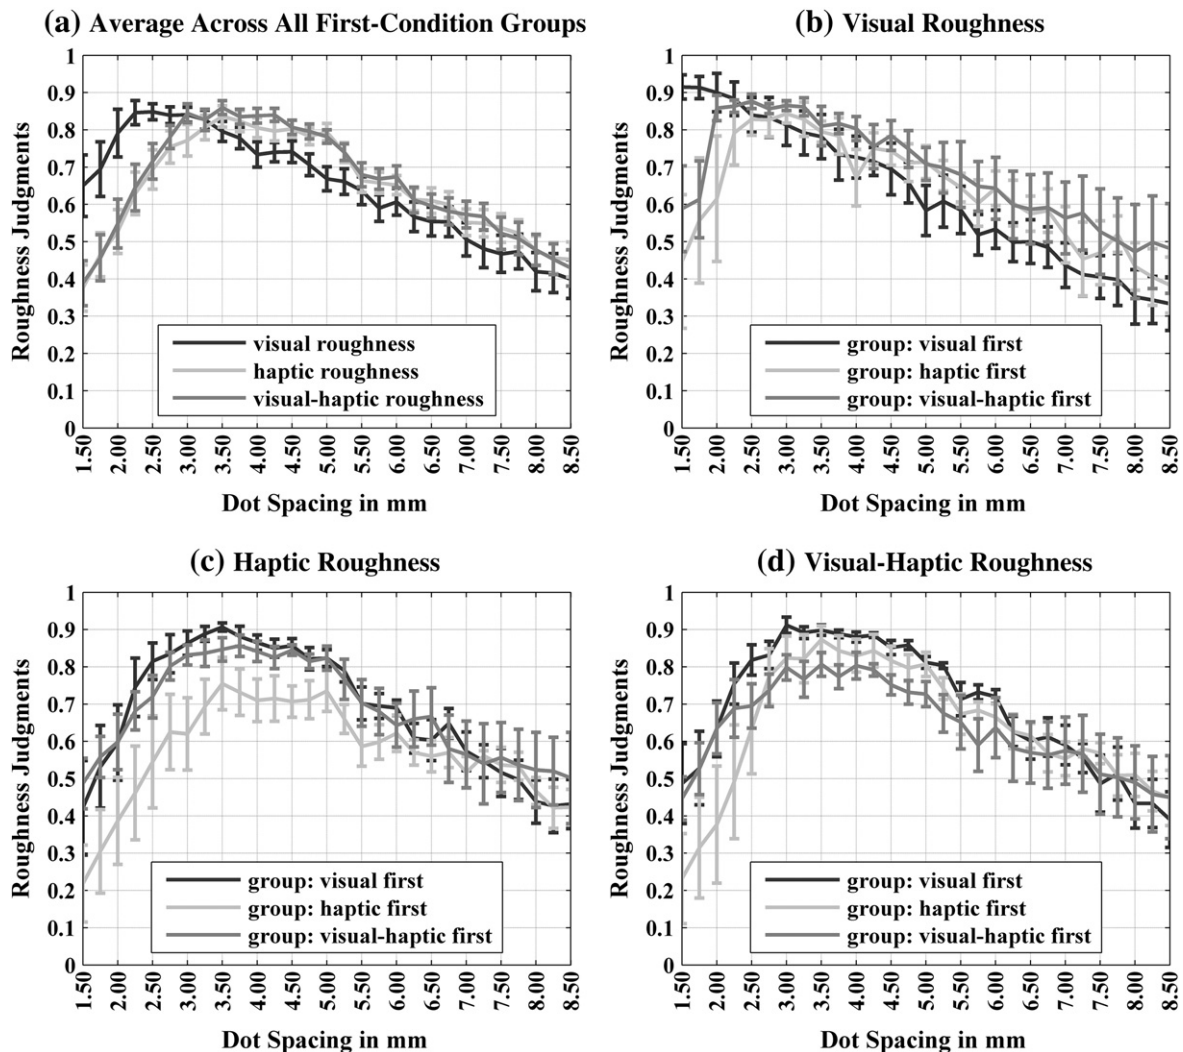 (a) Average Across All First-Condition Groups
Roughness Judgments
1
0.9
0.8
0.7
0.6
0.5
0.4
0.3
0.2
0.1
0
visual roughness
haptic roughness
visual-haptic roughness
1.50 2.00 2.50 3.00 3.50 4.00 4.50 5.00 5.50 6.00 6.50 7.00 7.50 8.00 8.50
Dot Spacing in mm
(b) Visual Roughness
Roughness Judgments
1
0.9
0.8
0.7
0.6
0.5
0.4
0.3
0.2
0.1
0
group: visual first
group: haptic first
group: visual-haptic first
1.50 2.00 2.50 3.00 3.50 4.00 4.50 5.00 5.50 6.00 6.50 7.00 7.50 8.00 8.50
Dot Spacing in mm
(c) Haptic Roughness
Roughness Judgments
1
0.9
0.8
0.7
0.6
0.5
0.4
0.3
0.2
0.1
0
group: visual first
group: haptic first
group: visual-haptic first
1.50 2.00 2.50 3.00 3.50 4.00 4.50 5.00 5.50 6.00 6.50 7.00 7.50 8.00 8.50
Dot Spacing in mm
(d) Visual-Haptic Roughness
Roughness Judgments
1
0.9
0.8
0.7
0.6
0.5
0.4
0.3
0.2
0.1
0
group: visual first
group: haptic first
group: visual-haptic first
1.50 2.00 2.50 3.00 3.50 4.00 4.50 5.00 5.50 6.00 6.50 7.00 7.50 8.00 8.50
Dot Spacing in mm